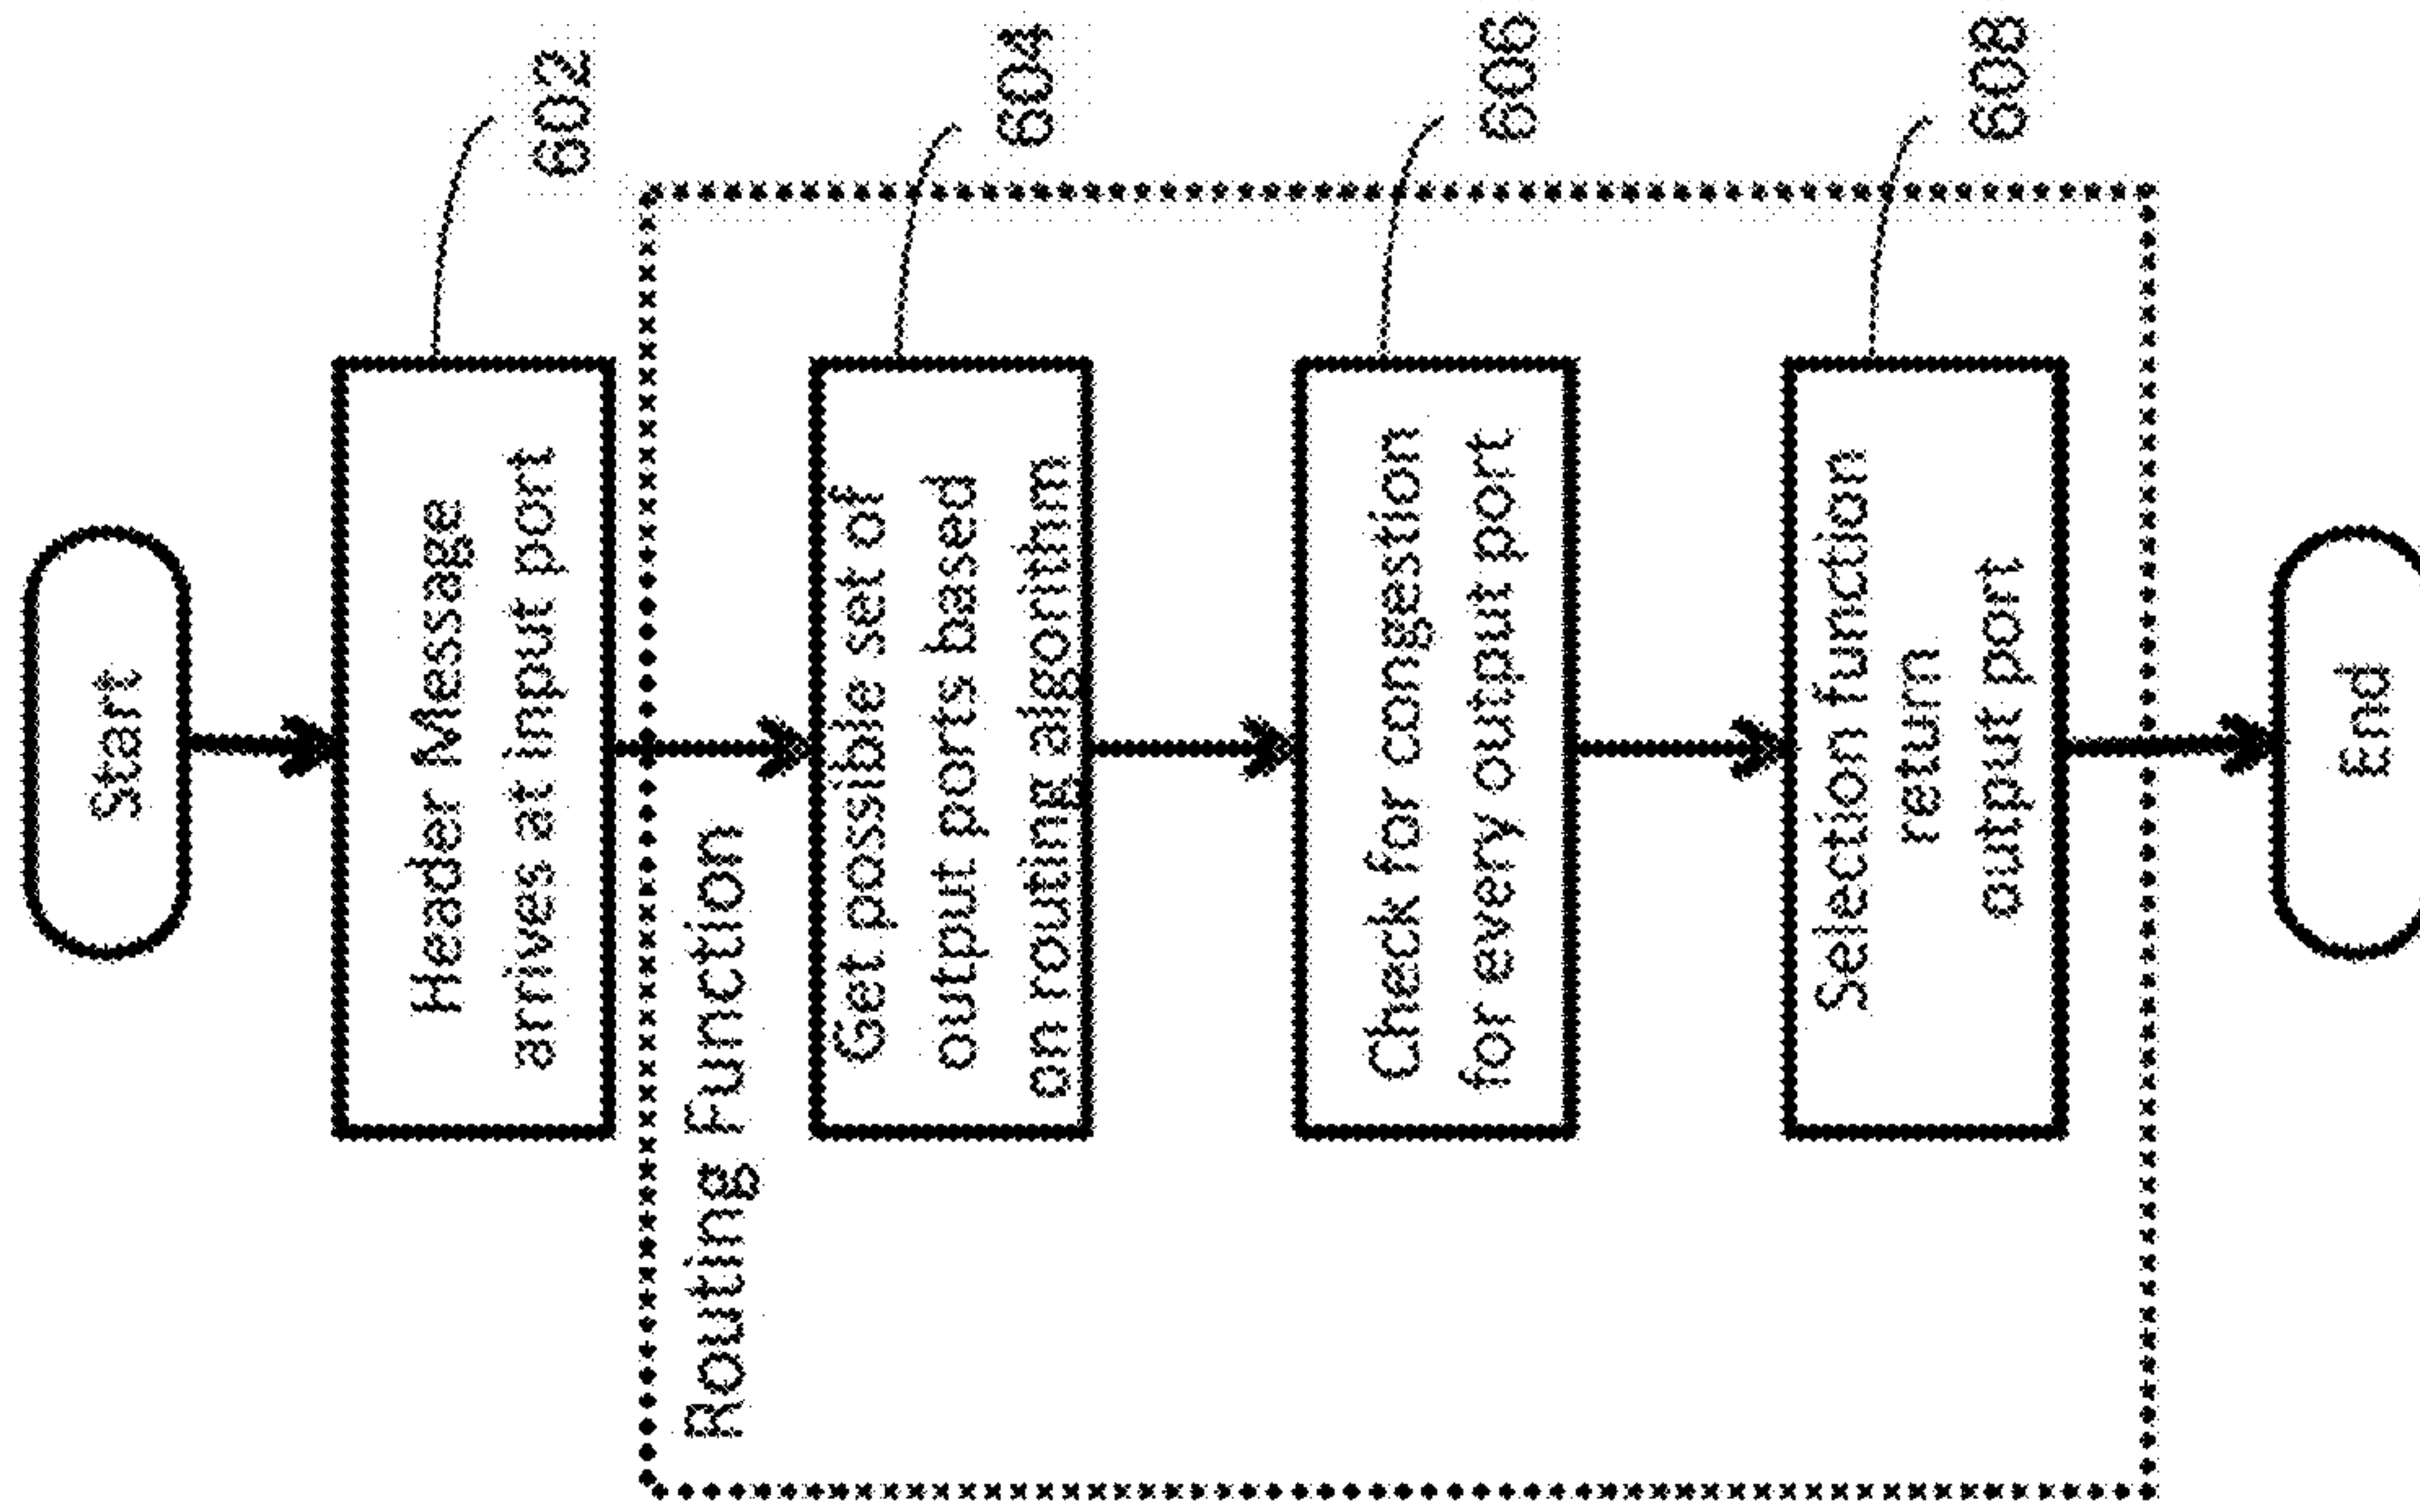 Start
Header Message
arrives at input port
602
Routing Function
Get possible set of
output ports based
on routing algorithm
604
Check for congestion
for every output port
606
Selection function
return
output port
608
End